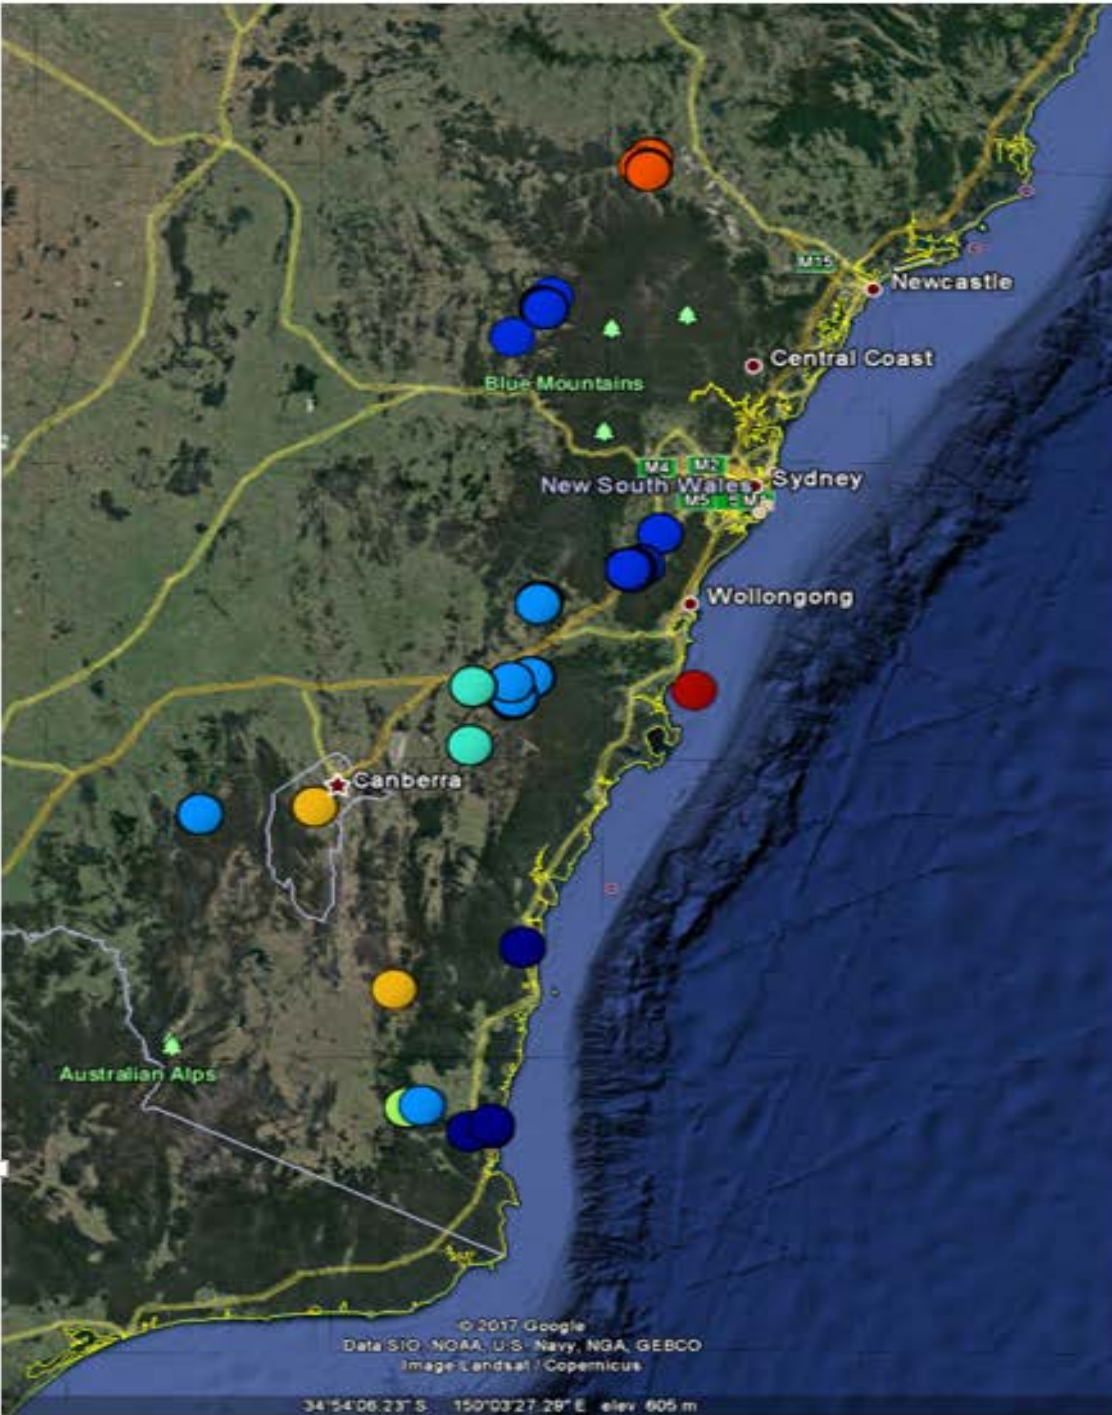 M15
Newcastle
Central Coast
Blue Mountains
M4
M2
New South Wales
Sydney
M5
Wollongong
Canberra
Australian Alps
© 2017 Google
Data SIO, NOAA, U.S. Navy, NGA, GEBCO
Image Landsat / Copernicus
34°54'06.23" S 150°03'27.29" E elev 605 m